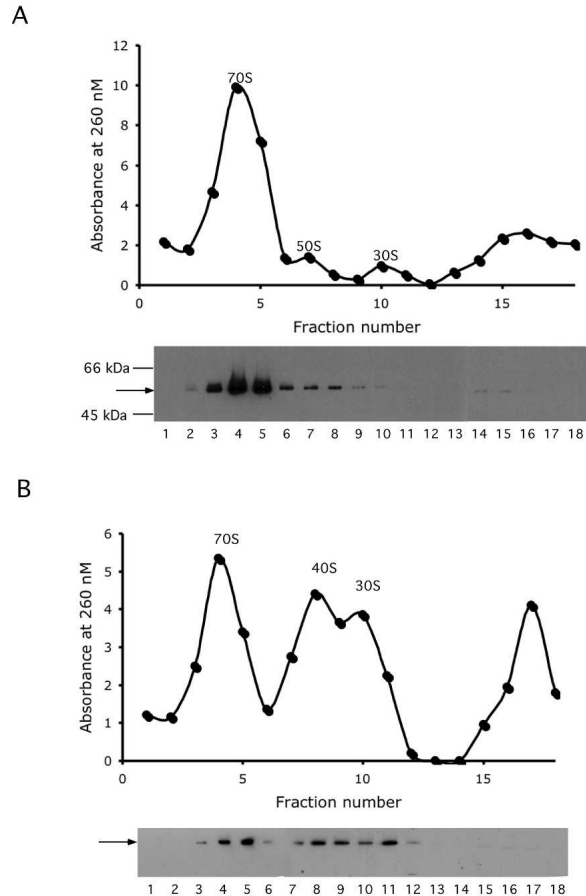 A
12
10
8
6
4
2
0
Absorbance at 260 nM
70S
50S
30S
0 5 10 15
Fraction number
66 kDa
45 kDa
1 2 3 4 5 6 7 8 9 10 11 12 13 14 15 16 17 18
B
6
5
4
3
2
1
0
Absorbance at 260 nM
70S
40S
30S
0 5 10 15
Fraction number
1 2 3 4 5 6 7 8 9 10 11 12 13 14 15 16 17 18